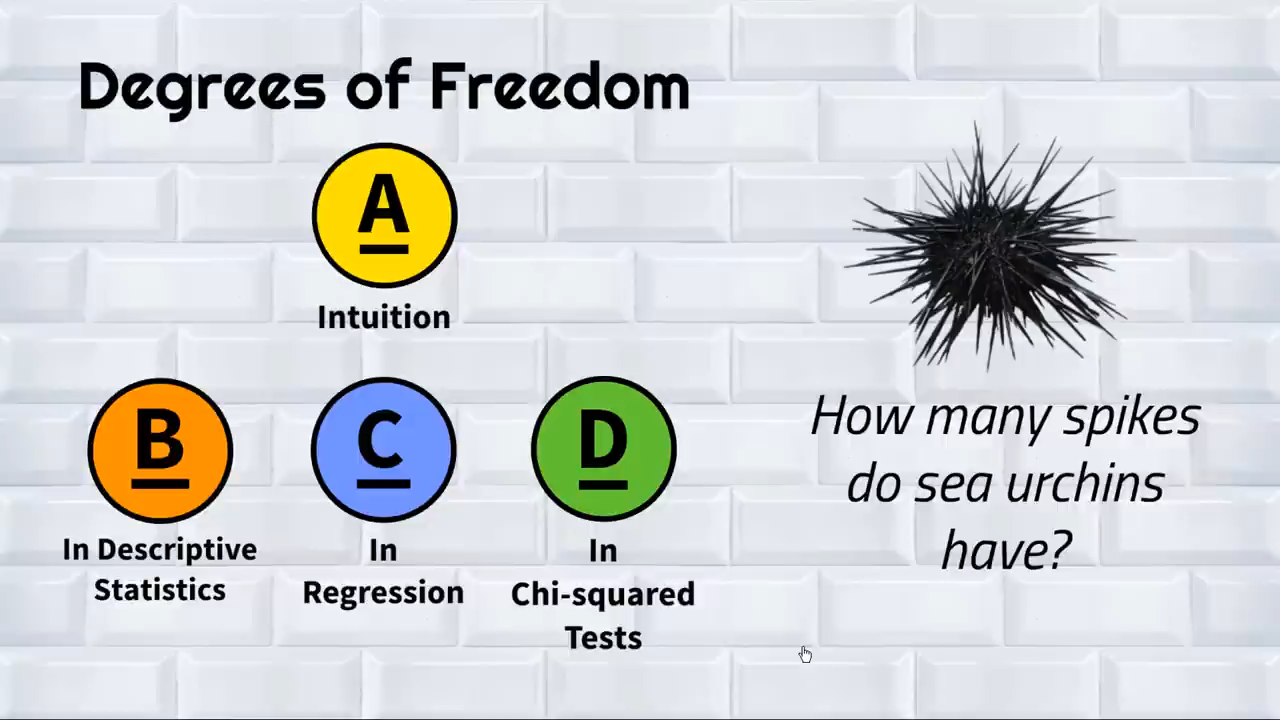 Degrees of Freedom
A
Intuition
B
In Descriptive
Statistics
C
In
Regression
D
In
Chi-squared
Tests
How many spikes
do sea urchins
have?